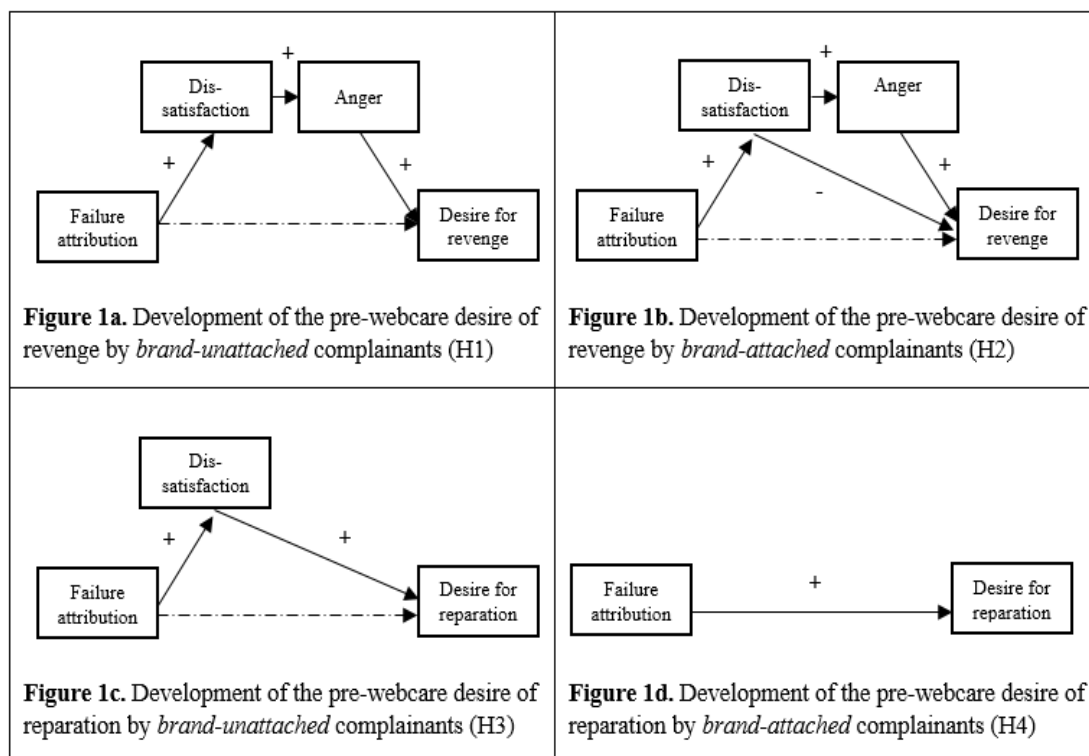 +
Dis-
satisfaction
Anger
+
+
Failure
attribution
Desire for
revenge
Figure 1a. Development of the pre-webcare desire of
revenge by brand-unattached complainants (H1)
+
Dis-
satisfaction
Anger
+
+
-
Failure
attribution
Desire for
revenge
Figure 1b. Development of the pre-webcare desire of
revenge by brand-attached complainants (H2)
Dis-
satisfaction
+
+
Failure
attribution
Desire for
reparation
Figure 1c. Development of the pre-webcare desire of
reparation by brand-unattached complainants (H3)
+
Failure
attribution
Desire for
reparation
Figure 1d. Development of the pre-webcare desire of
reparation by brand-attached complainants (H4)